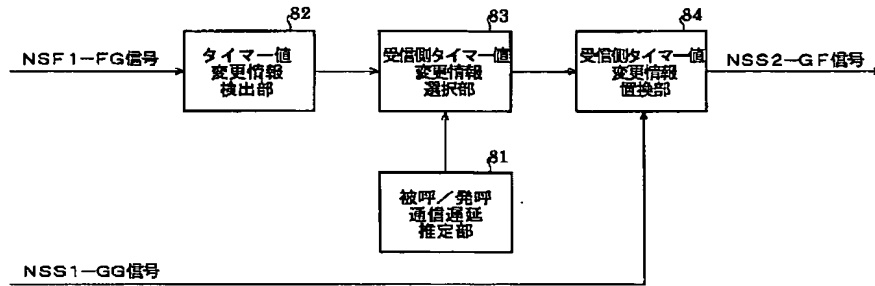 82
83
84
NSF1-FG信号
タイマー値
変更情報
検出部
受信側タイマー値
変更情報
選択部
受信側タイマー値
変更情報
置換部
NSS2-GF信号
81
被呼/発呼
通信遅延
推定部
NSS1-GG信号